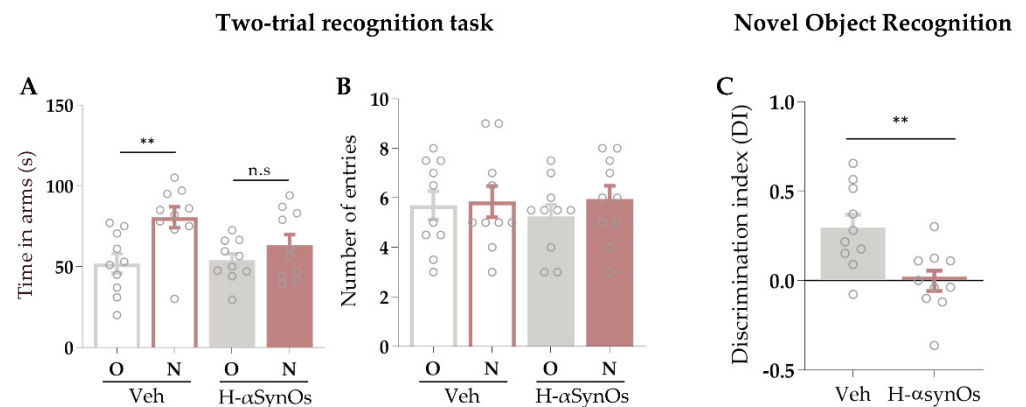 Two-trial recognition task
Novel Object Recognition
A
Time in arms (s)
150
100
50
0
**
n.s
O N O N
Veh H-αSynOs
B
Number of entries
10
8
6
4
2
0
O N O N
Veh H-αSynOs
C
Discrimination index (DI)
1.0
0.5
0.0
-0.5
**
Veh H-αsynOs